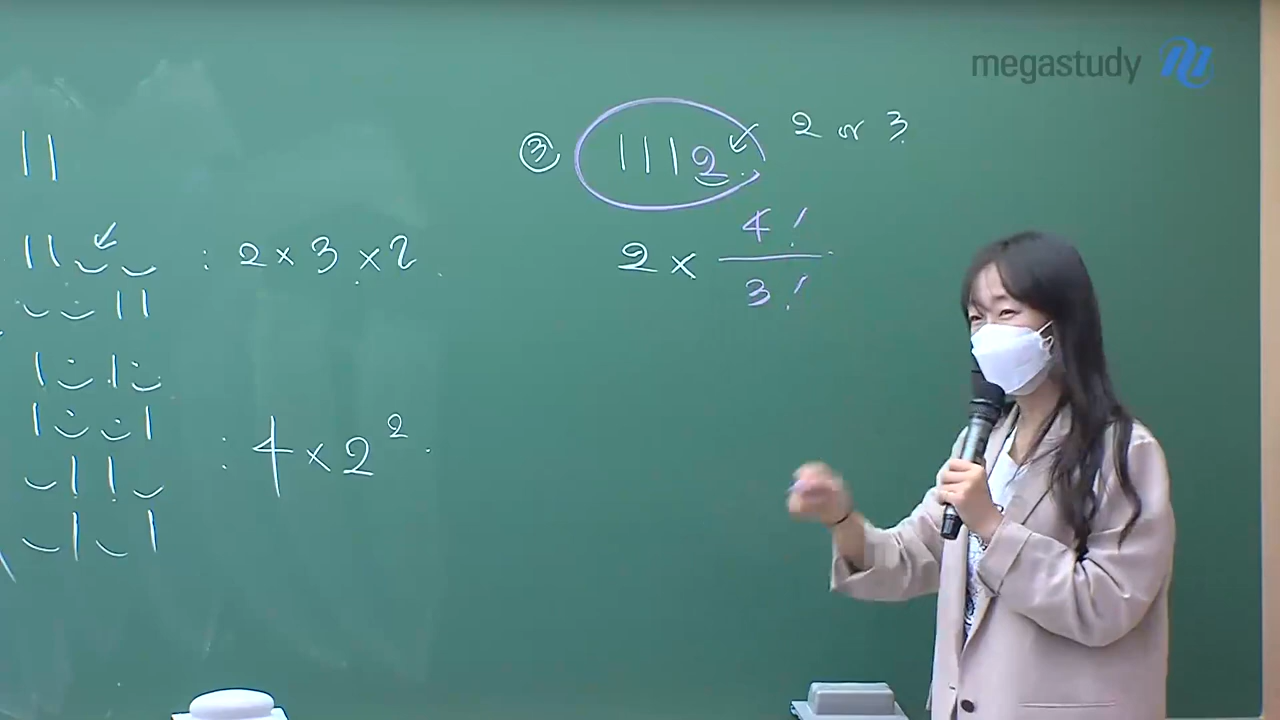 megastudy
11
11 ⌣ ⌣ : 2 × 3 × 2
⌣ ⌣ 11
1 ⌣ 1 ⌣
1 ⌣ ⌣ 1
⌣ 1 1 ⌣ : 4 × 2²
⌣ 1 ⌣ 1
③ 1112 ↙ 2 or 3
2 × 4!/3!